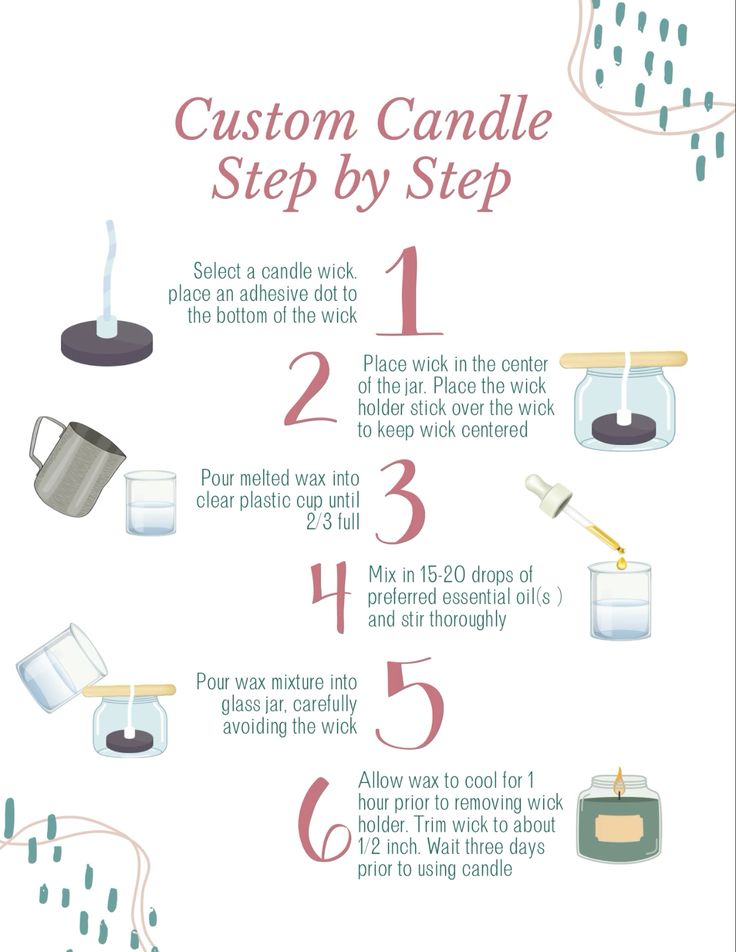 Custom Candle
Step by Step
1
Select a candle wick.
place an adhesive dot to
the bottom of the wick
2
Place wick in the center
of the jar. Place the wick
holder stick over the wick
to keep wick centered
3
Pour melted wax into
clear plastic cup until
2/3 full
4
Mix in 15-20 drops of
preferred essential oil(s )
and stir thoroughly
5
Pour wax mixture into
glass jar, carefully
avoiding the wick
6
Allow wax to cool for 1
hour prior to removing wick
holder. Trim wick to about
1/2 inch. Wait three days
prior to using candle